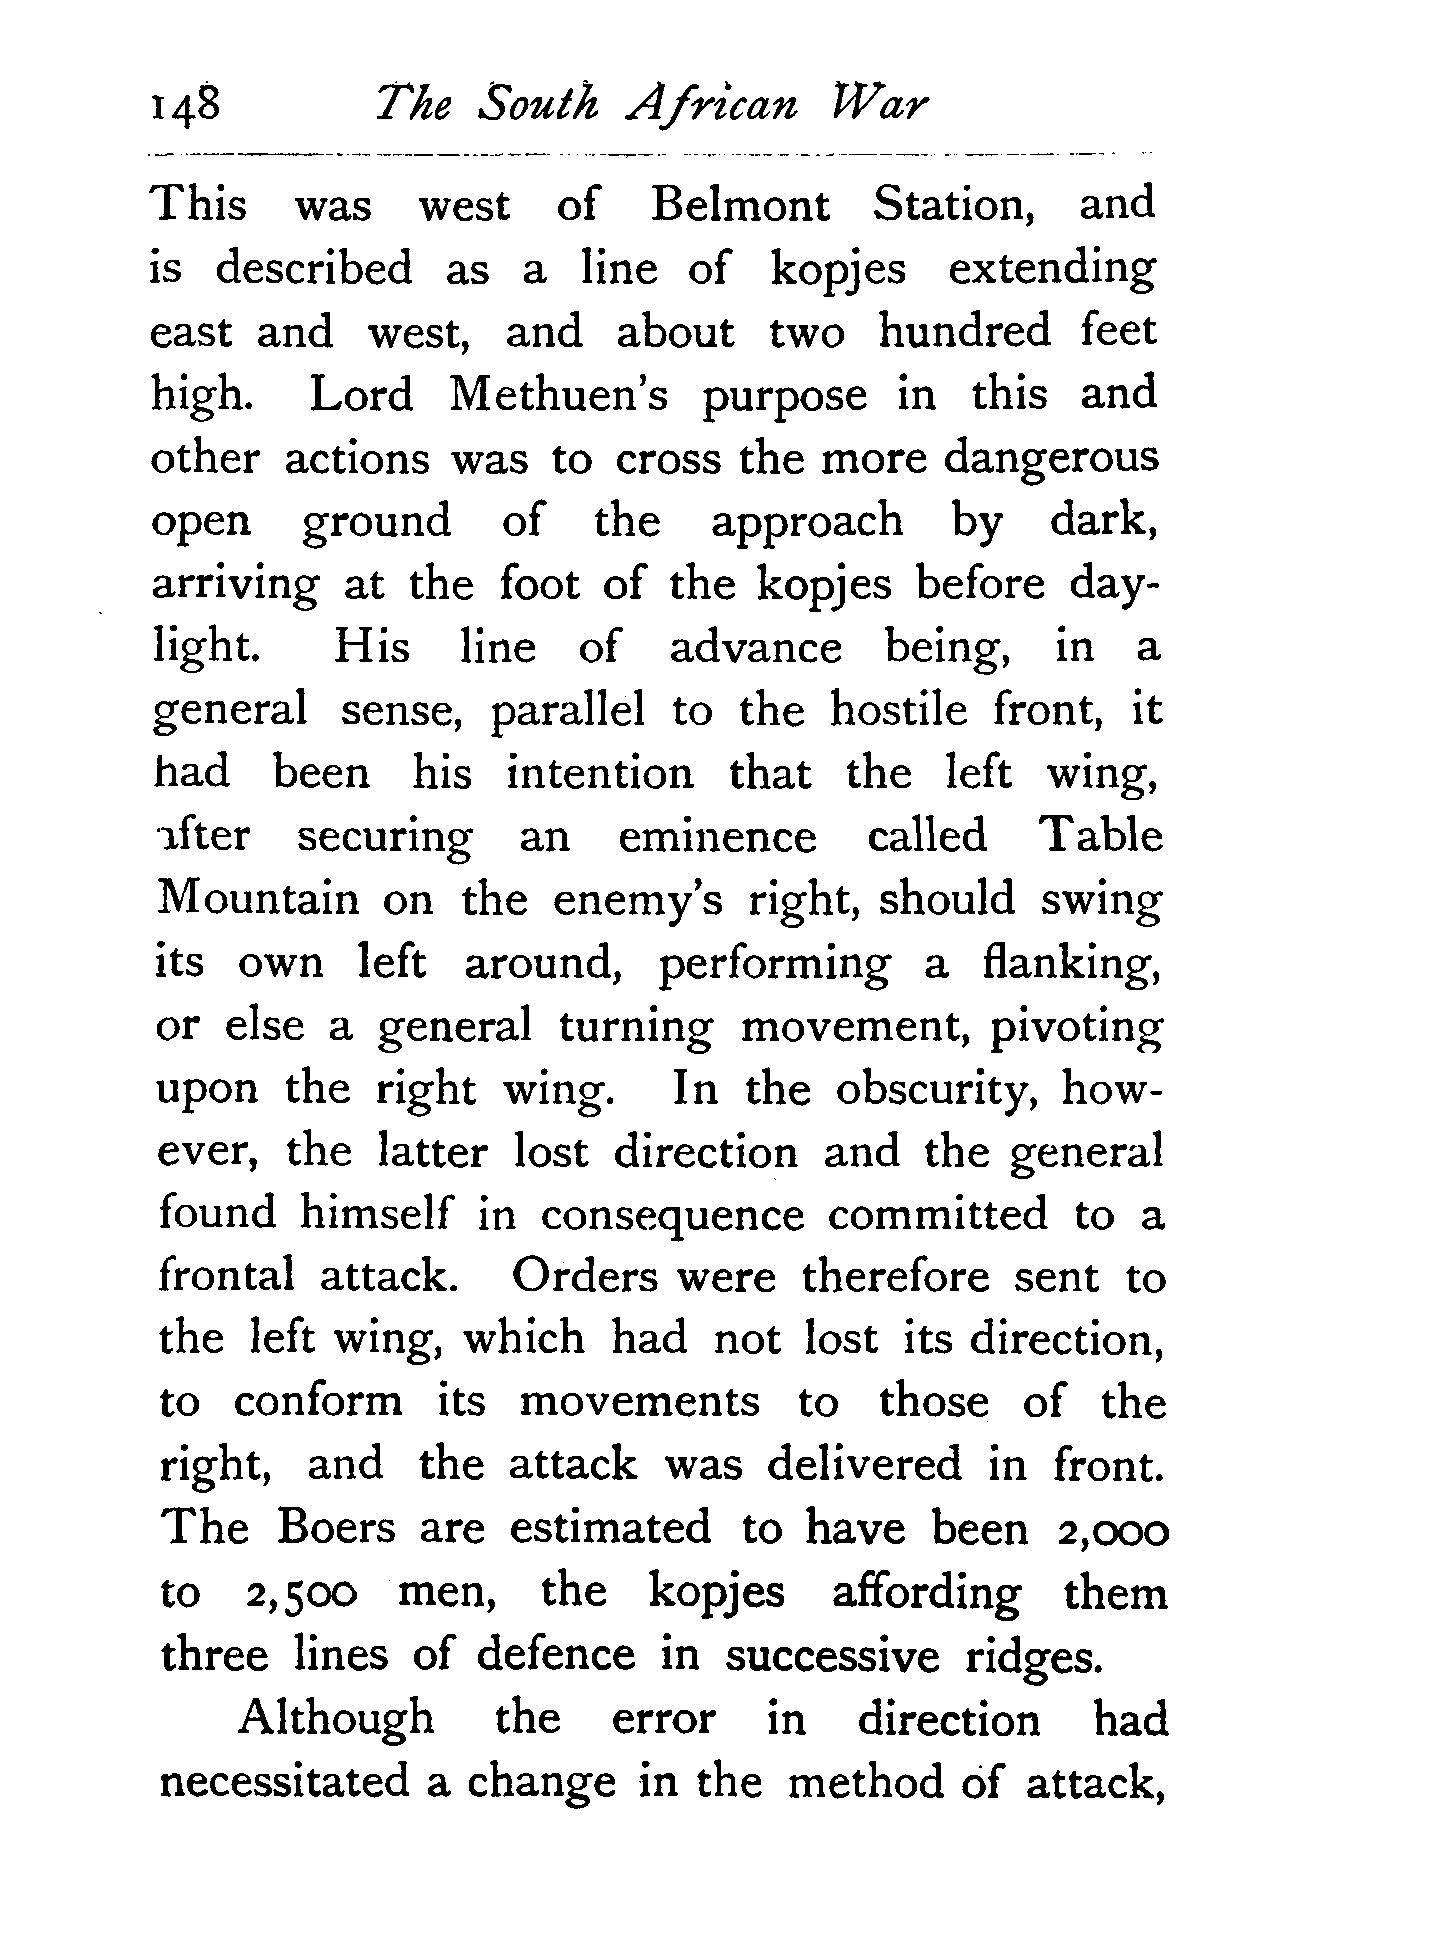 148 The South African War
This was west of Belmont Station, and
is described as a line of kopjes extending
east and west, and about two hundred feet
high. Lord Methuen's purpose in this and
other actions was to cross the more dangerous
open ground of the approach by dark,
arriving at the foot of the kopjes before day-
light. His line of advance being, in a
general sense, parallel to the hostile front, it
had been his intention that the left wing,
after securing an eminence called Table
Mountain on the enemy's right, should swing
its own left around, performing a flanking,
or else a general turning movement, pivoting
upon the right wing. In the obscurity, how-
ever, the latter lost direction and the general
found himself in consequence committed to a
frontal attack. Orders were therefore sent to
the left wing, which had not lost its direction,
to conform its movements to those of the
right, and the attack was delivered in front.
The Boers are estimated to have been 2,000
to 2,500 men, the kopjes affording them
three lines of defence in successive ridges.
Although the error in direction had
necessitated a change in the method of attack,